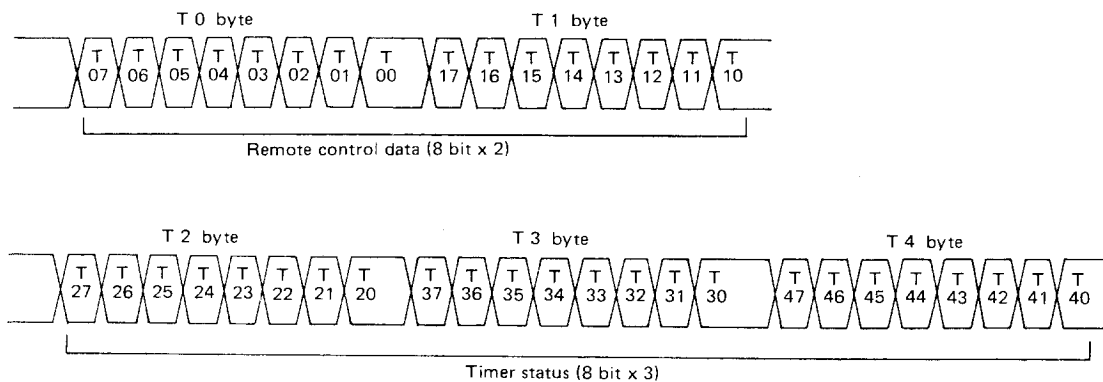 T 0 byte T 1 byte
T T T T T T T T T T T T T T T T
07 06 05 04 03 02 01 00 17 16 15 14 13 12 11 10
Remote control data (8 bit x 2)
T 2 byte T 3 byte T 4 byte
T T T T T T T T T T T T T T T T T T T T T T T T
27 26 25 24 23 22 21 20 37 36 35 34 33 32 31 30 47 46 45 44 43 42 41 40
Timer status (8 bit x 3)